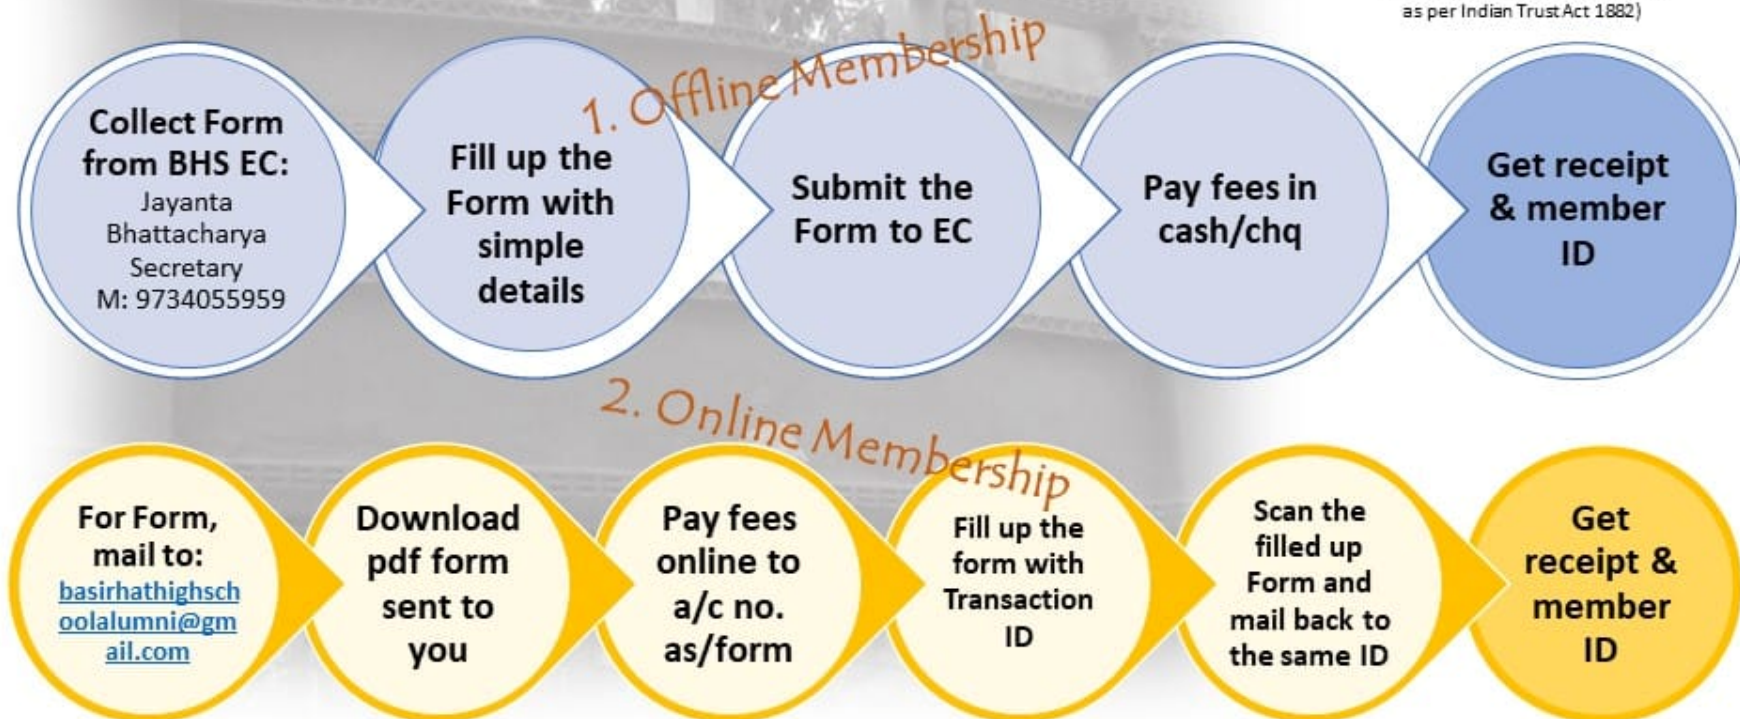 as per Indian Trust Act 1882)
1. Offline Membership
Collect Form
from BHS EC:
Jayanta
Bhattacharya
Secretary
M: 9734055959
Fill up the
Form with
simple
details
Submit the
Form to EC
Pay fees in
cash/chq
Get receipt
& member
ID
2. Online Membership
For Form,
mail to:
basirhathighsch
oolalumni@gm
ail.com
Download
pdf form
sent to
you
Pay fees
online to
a/c no.
as/form
Fill up the
form with
Transaction
ID
Scan the
filled up
Form and
mail back to
the same ID
Get
receipt &
member
ID